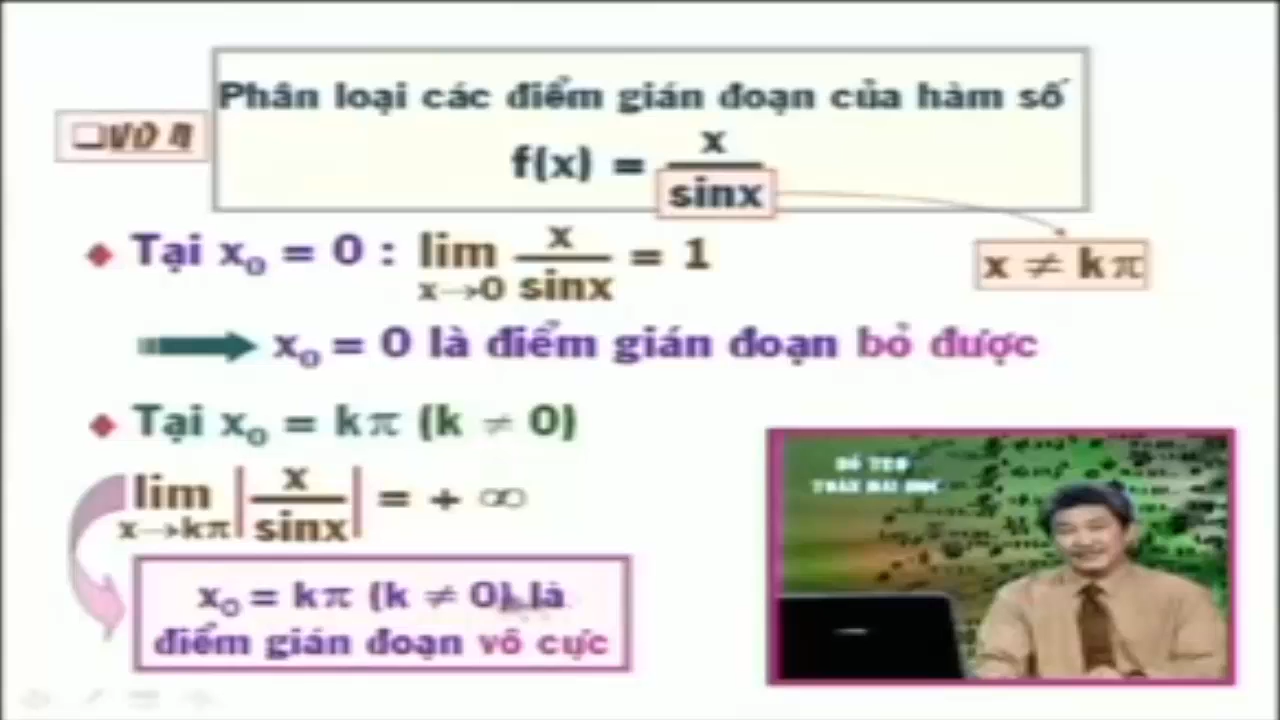 Phân loại các điểm gián đoạn của hàm số
❑VD 4
f(x) = x / sinx
x ≠ kπ
♦ Tại x₀ = 0 : lim x→0 x / sinx = 1
x₀ = 0 là điểm gián đoạn bỏ được
♦ Tại x₀ = kπ (k ≠ 0)
lim x→kπ |x / sinx| = + ∞
x₀ = kπ (k ≠ 0) là
điểm gián đoạn vô cực